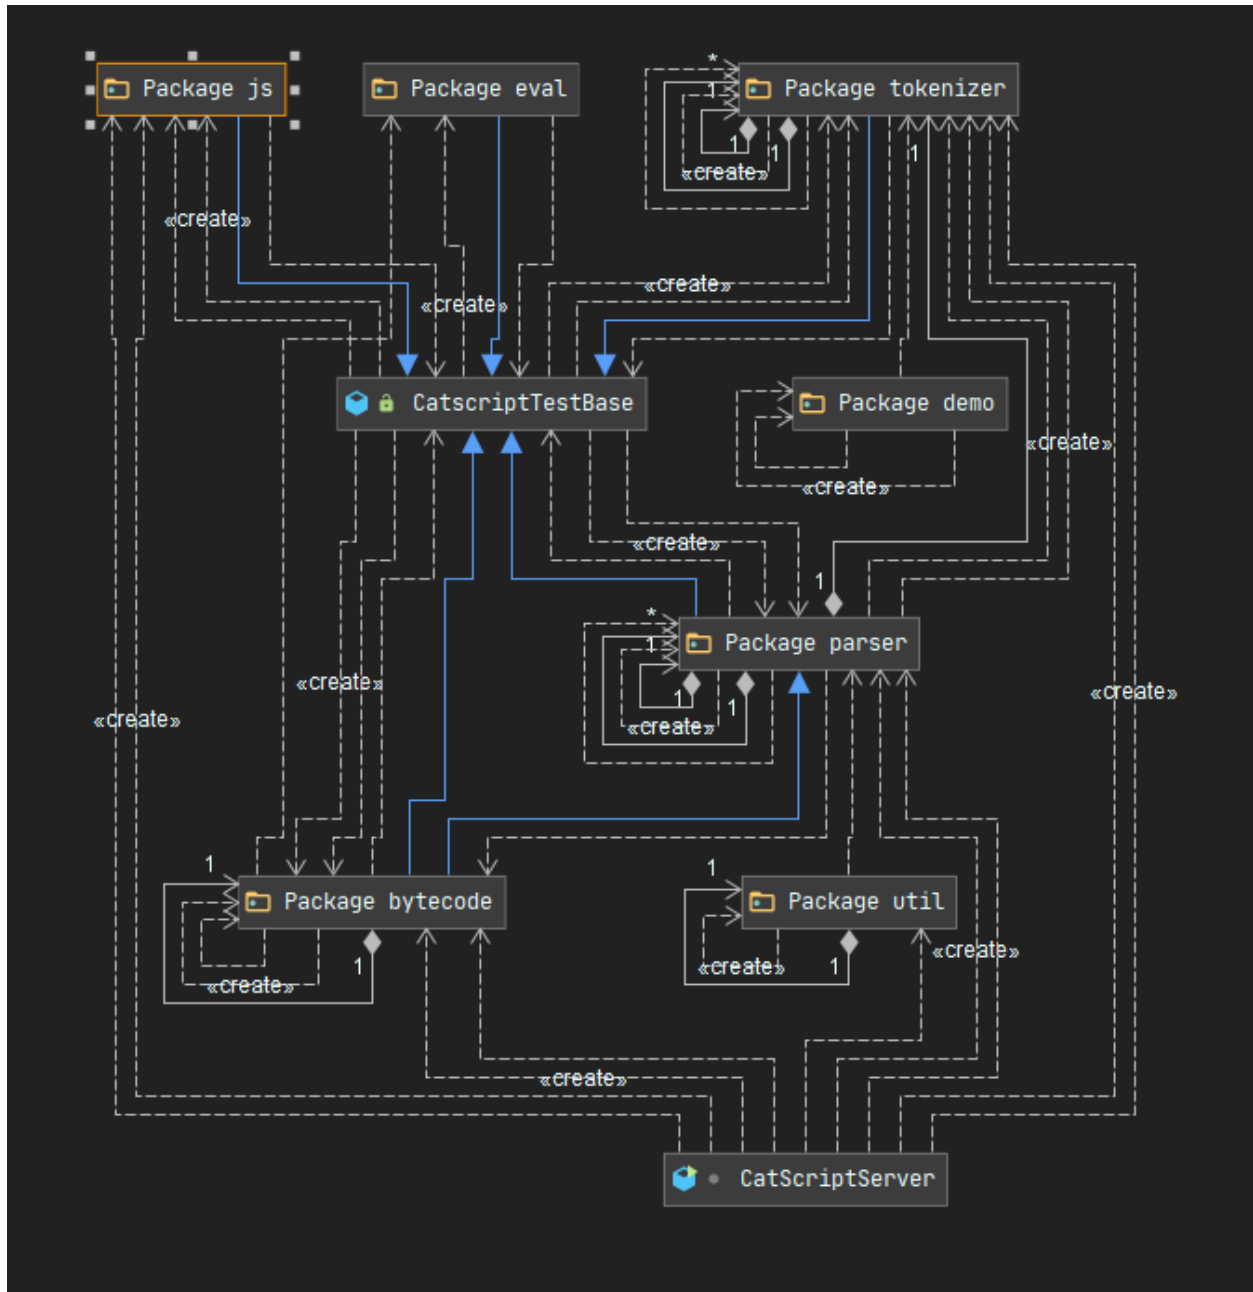 Package js
Package eval
*
Package tokenizer
1
1
1
1
«create»
«create»
«create»
«create»
CatscriptTestBase
Package demo
«create»
«create»
«create»
1
*
1
Package parser
«create»
«create»
1
1
«create»
«create»
1
1
Package bytecode
Package util
«create»
1
1
«create»
«create»
«create»
CatScriptServer